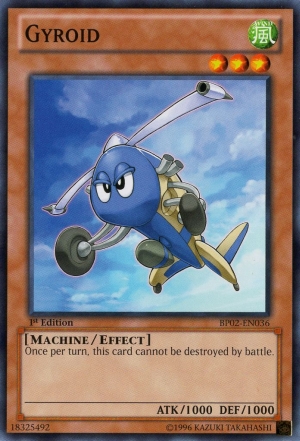 GYROID
WIND
風
1st Edition
BP02-EN036
[MACHINE/EFFECT]
Once per turn, this card cannot be destroyed by battle.
ATK/1000 DEF/1000
18325492
©1996 KAZUKI TAKAHASHI